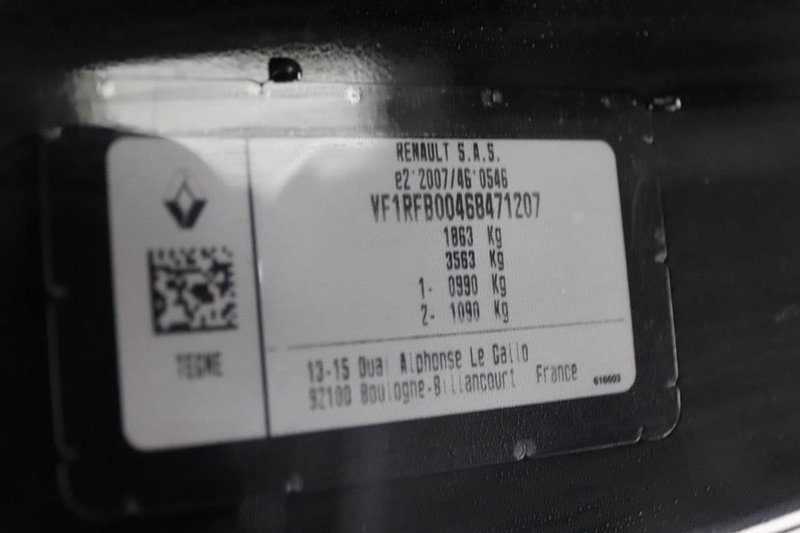 RENAULT S.A.S.
e2*2007/46*0546
VF1RFB00468471207
1863 Kg
3563 Kg
1- 0990 Kg
2- 1090 Kg
TEGNE
13-15 Quai Alphonse Le Gallo
92100 Boulogne-Billancourt France
616603